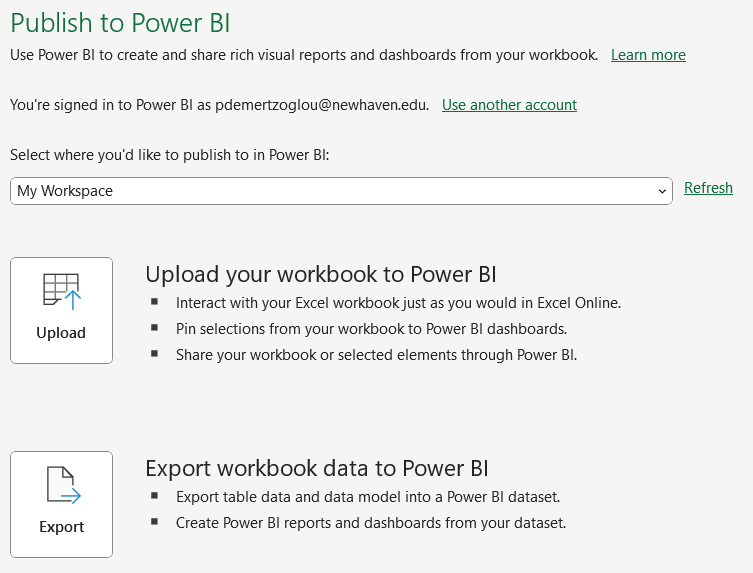 Publish to Power BI
Use Power BI to create and share rich visual reports and dashboards from your workbook. Learn more
You're signed in to Power BI as pdemertzoglou@newhaven.edu. Use another account
Select where you'd like to publish to in Power BI:
My Workspace Refresh
Upload
Upload your workbook to Power BI
Interact with your Excel workbook just as you would in Excel Online.
Pin selections from your workbook to Power BI dashboards.
Share your workbook or selected elements through Power BI.
Export
Export workbook data to Power BI
Export table data and data model into a Power BI dataset.
Create Power BI reports and dashboards from your dataset.